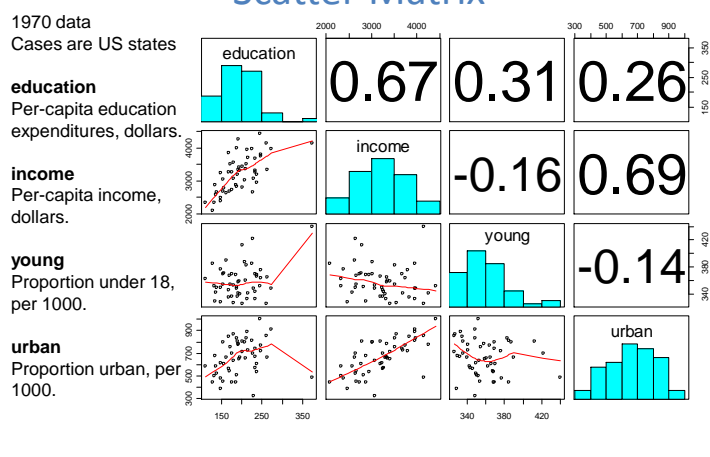 Scatter Matrix
1970 data
Cases are US states
education
Per-capita education
expenditures, dollars.
income
Per-capita income,
dollars.
young
Proportion under 18,
per 1000.
urban
Proportion urban, per
1000.
2000 3000 4000
300 500 700 900
education
0.67
0.31
0.26
150 250 350
2000 3000 4000
income
-0.16
0.69
young
-0.14
340 380 420
300 500 700 900
urban
150 250 350
340 380 420